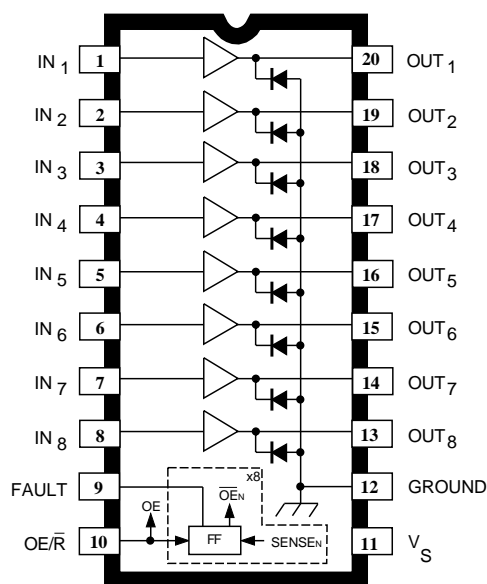 IN 1 1 20 OUT 1
IN 2 2 19 OUT 2
IN 3 3 18 OUT 3
IN 4 4 17 OUT 4
IN 5 5 16 OUT 5
IN 6 6 15 OUT 6
IN 7 7 14 OUT 7
IN 8 8 13 OUT 8
x8
FAULT 9 12 GROUND
OE O̅E̅N
OE/R̅ 10 FF SENSEN 11 VS